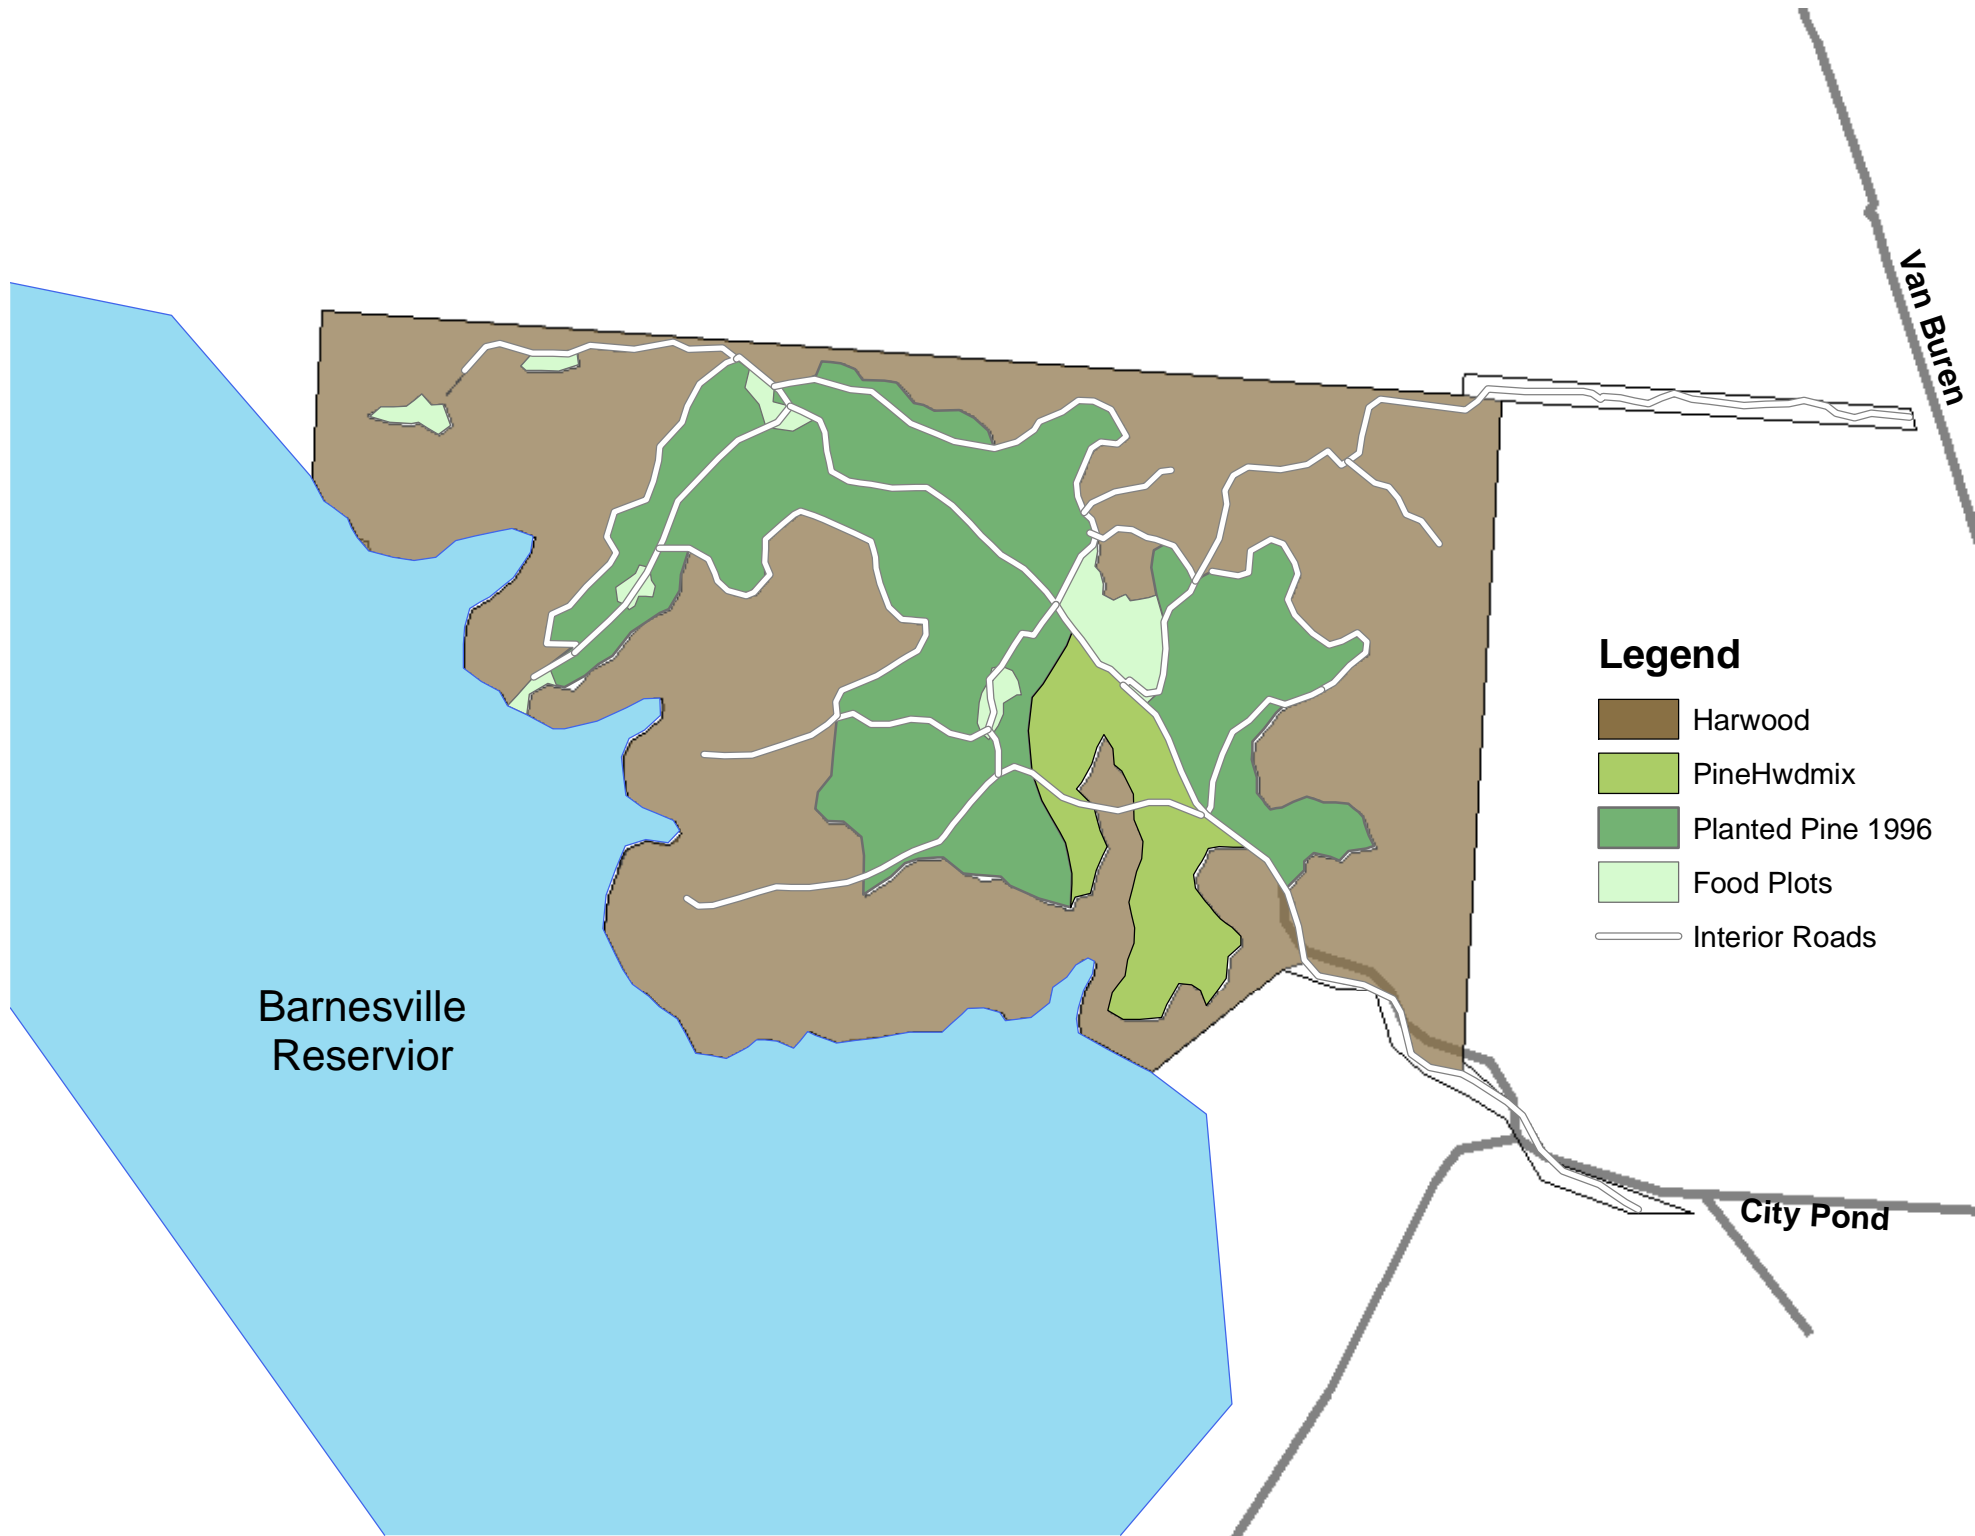 Van Buren
Legend
Harwood
PineHwdmix
Planted Pine 1996
Food Plots
Interior Roads
Barnesville
Reservior
City Pond